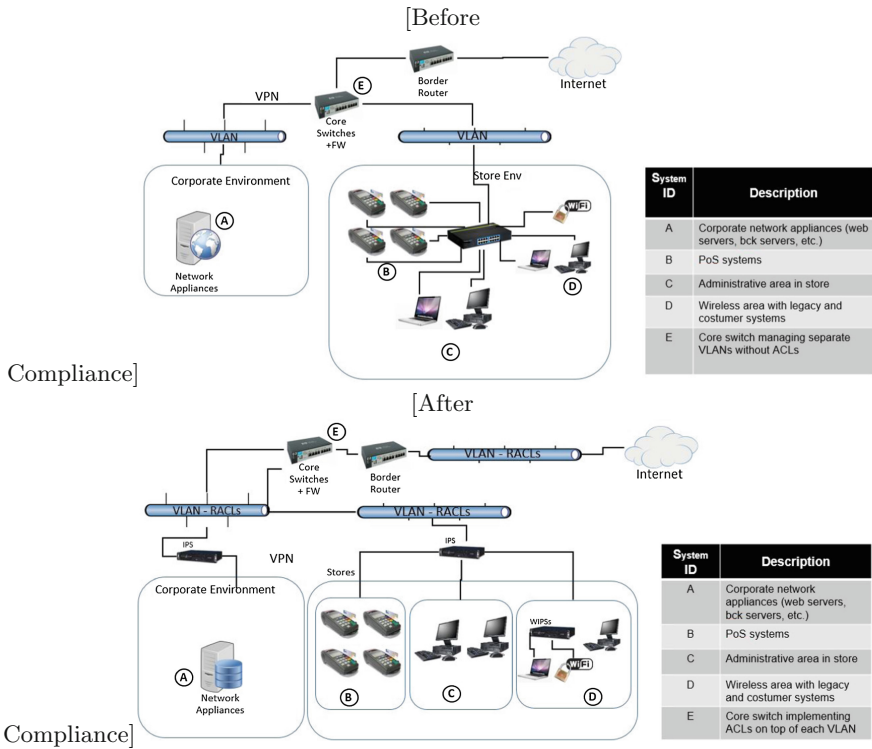 [Before
Internet
Border
Router
E
VPN
Core
Switches
+FW
VLAN
VLAN
Corporate Environment
A
Network
Appliances
Store Env
WiFi
B
D
C
System ID Description
A Corporate network appliances (web
servers, bck servers, etc.)
B PoS systems
C Administrative area in store
D Wireless area with legacy and
costumer systems
E Core switch managing separate
VLANs without ACLs
Compliance]
[After
E
Core
Switches
+ FW
Border
Router
VLAN - RACLs
Internet
VLAN - RACLs
VLAN - RACLs
IPS
IPS
VPN
Corporate Environment
A
Network
Appliances
Stores
B
C
WIPSs
WiFi
D
System ID Description
A Corporate network
appliances (web servers,
bck servers, etc.)
B PoS systems
C Administrative area in store
D Wireless area with legacy
and costumer systems
E Core switch implementing
ACLs on top of each VLAN
Compliance]